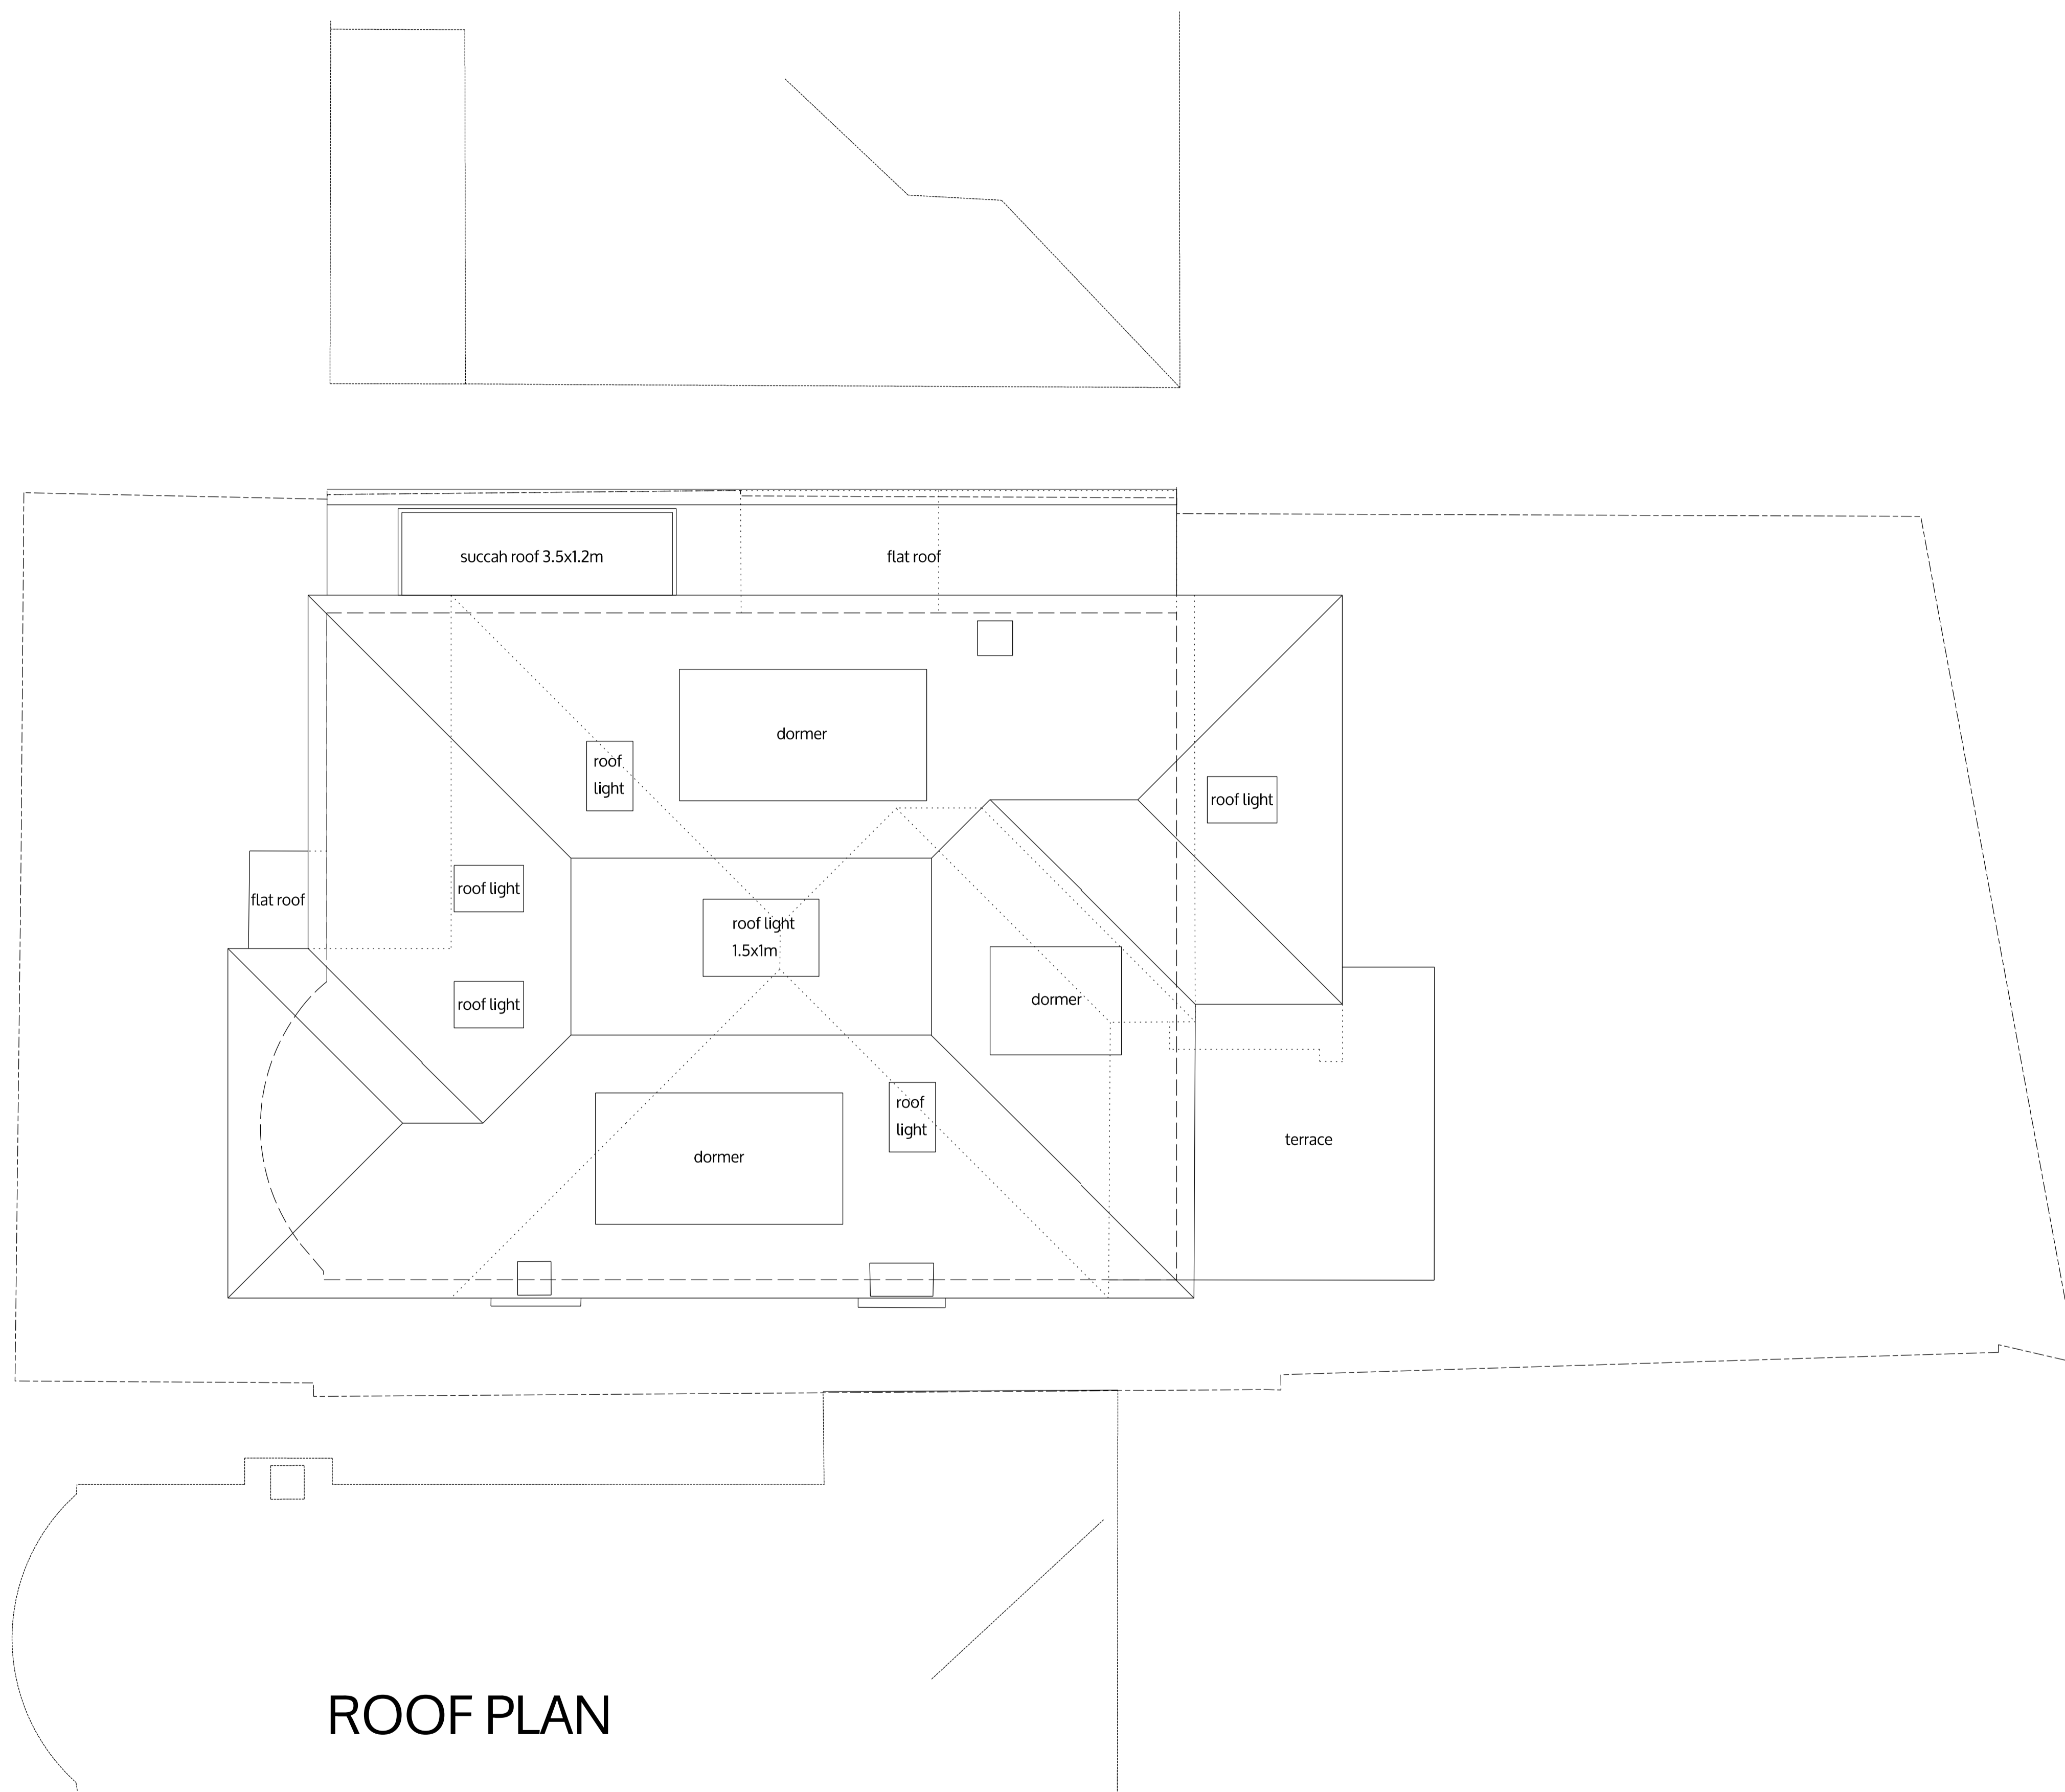 succah roof 3.5x1.2m
flat roof
dormer
roof
light
roof light
roof light
flat roof
roof light
1.5x1m
dormer
roof light
roof
light
dormer
terrace
ROOF PLAN